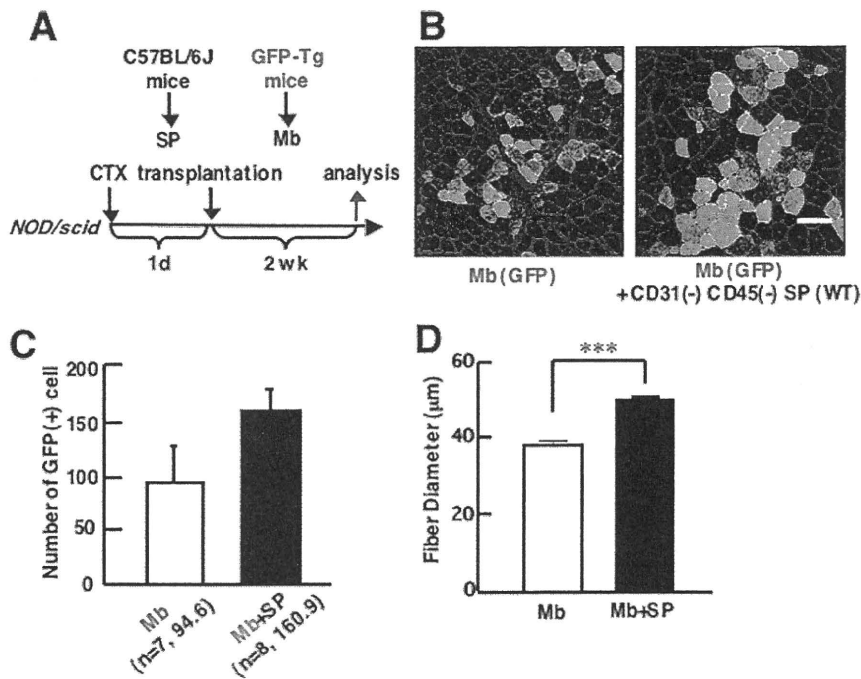 A
C57BL/6J GFP-Tg
mice mice
SP Mb
CTX transplantation analysis
NOD/scid
1d 2 wk
B
Mb (GFP) Mb (GFP)
+CD31(-) CD45(-) SP (WT)
C
Number of GFP(+) cell
200
150
100
50
0
Mb
(n=7, 94.6)
Mb+SP
(n=8, 160.9)
D
Fiber Diameter (μm)
60
40
20
0
***
Mb Mb+SP